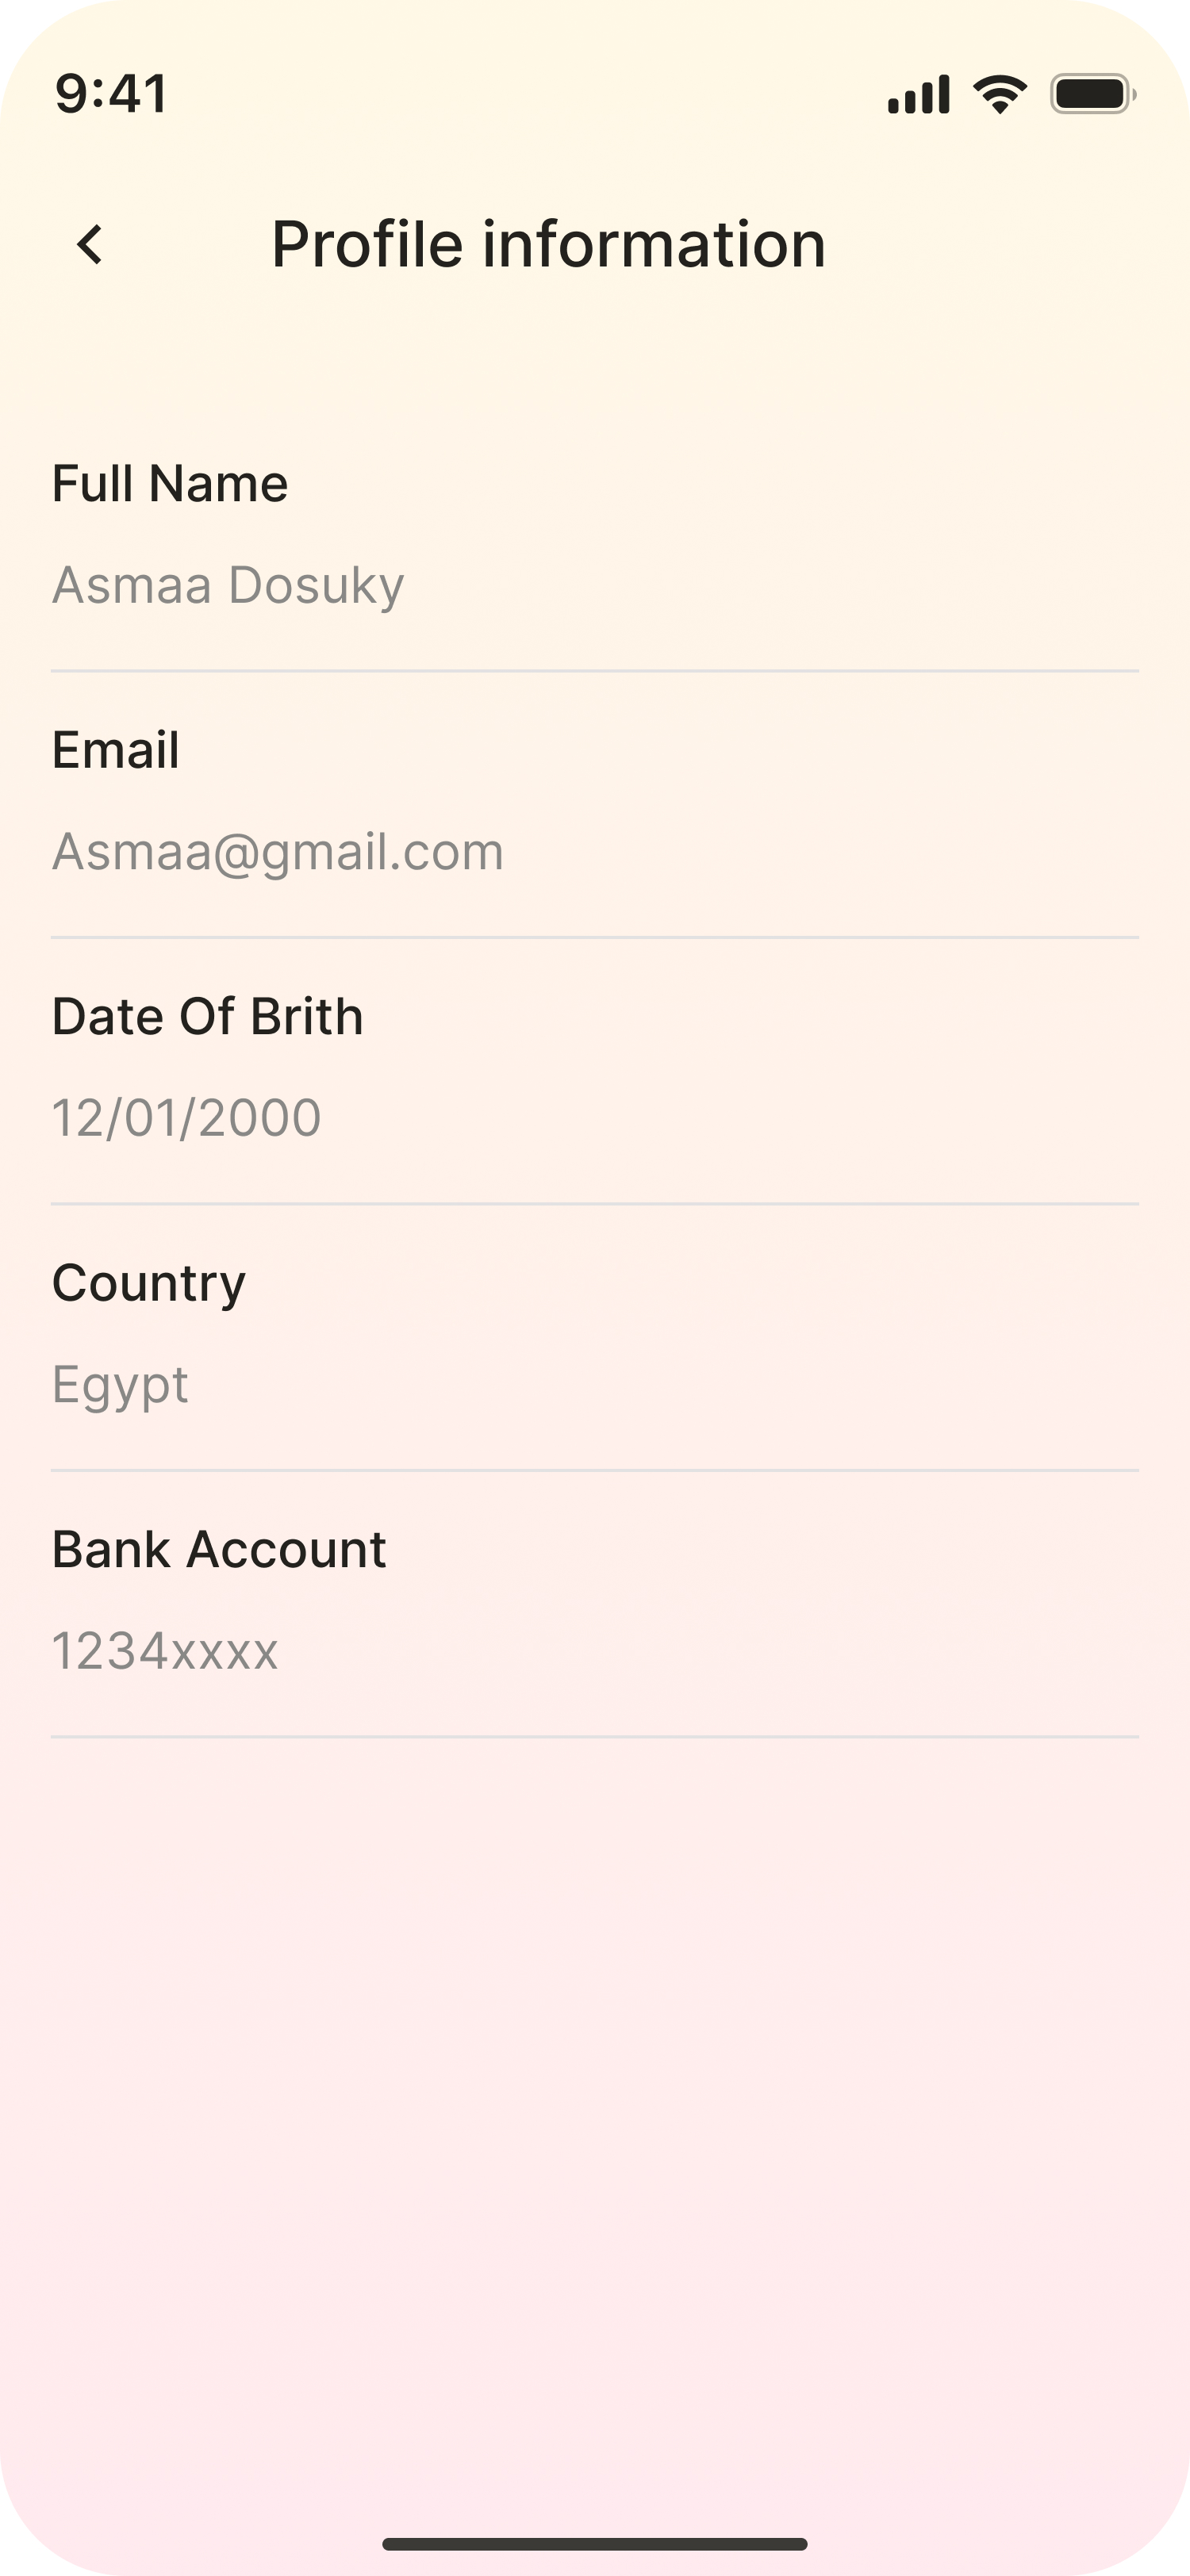 9:41
Profile information
Full Name
Asmaa Dosuky
Email
Asmaa@gmail.com
Date Of Brith
12/01/2000
Country
Egypt
Bank Account
1234xxxx